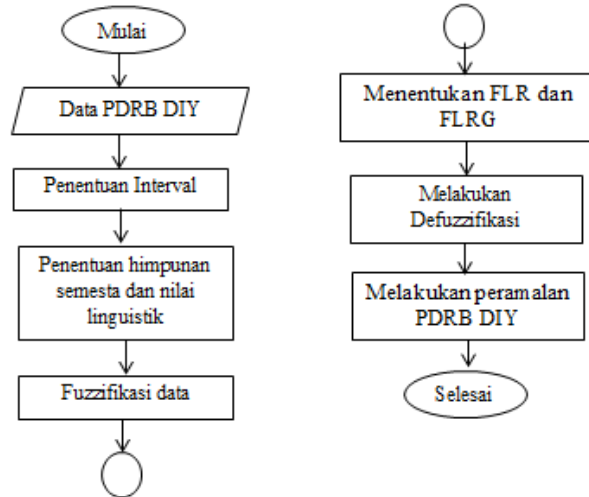 Mulai
Data PDRB DIY
Penentuan Interval
Penentuan himpunan
semesta dan nilai
linguistik
Fuzzifikasi data
Menentukan FLR dan
FLRG
Melakukan
Defuzzifikasi
Melakukan peramalan
PDRB DIY
Selesai